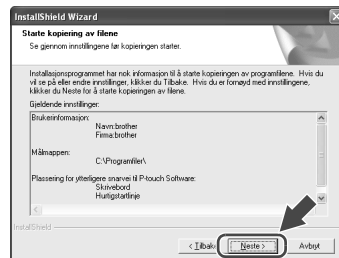 InstallShield Wizard
Starte kopiering av filene
Se gjennom innstillingene før kopieringen starter.
Installasjonsprogrammet har nok informasjon til å starte kopieringen av programfilene. Hvis du
vil se på eller endre innstillinger, klikker du Tilbake. Hvis du er fornøyd med innstillingene,
klikker du Neste for å starte kopieringen av filene.
Gjeldende innstillinger:
Brukerinformasjon:
Navn:brother
Firma:brother
Målmappen:
C:\Programfiler\
Plassering for ytterligere snarvei til P-touch Software:
Skrivebord
Hurtigstartlinje
InstallShield
< Tilbake
Neste >
Avbryt